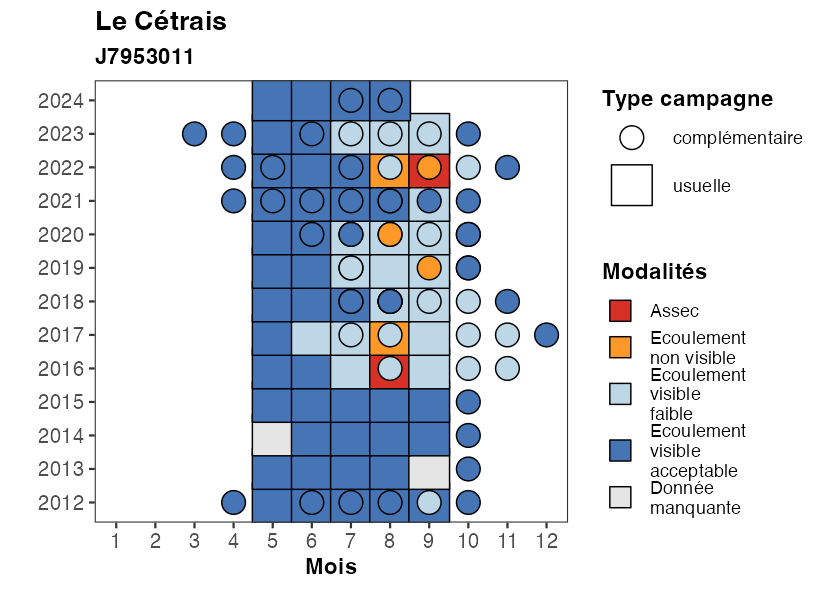 Le Cétrais
J7953011
2024
2023
2022
2021
2020
2019
2018
2017
2016
2015
2014
2013
2012
1 2 3 4 5 6 7 8 9 10 11 12
Mois
Type campagne
complémentaire
usuelle
Modalités
Assec
Ecoulement
non visible
Ecoulement
visible
faible
Ecoulement
visible
acceptable
Donnée
manquante